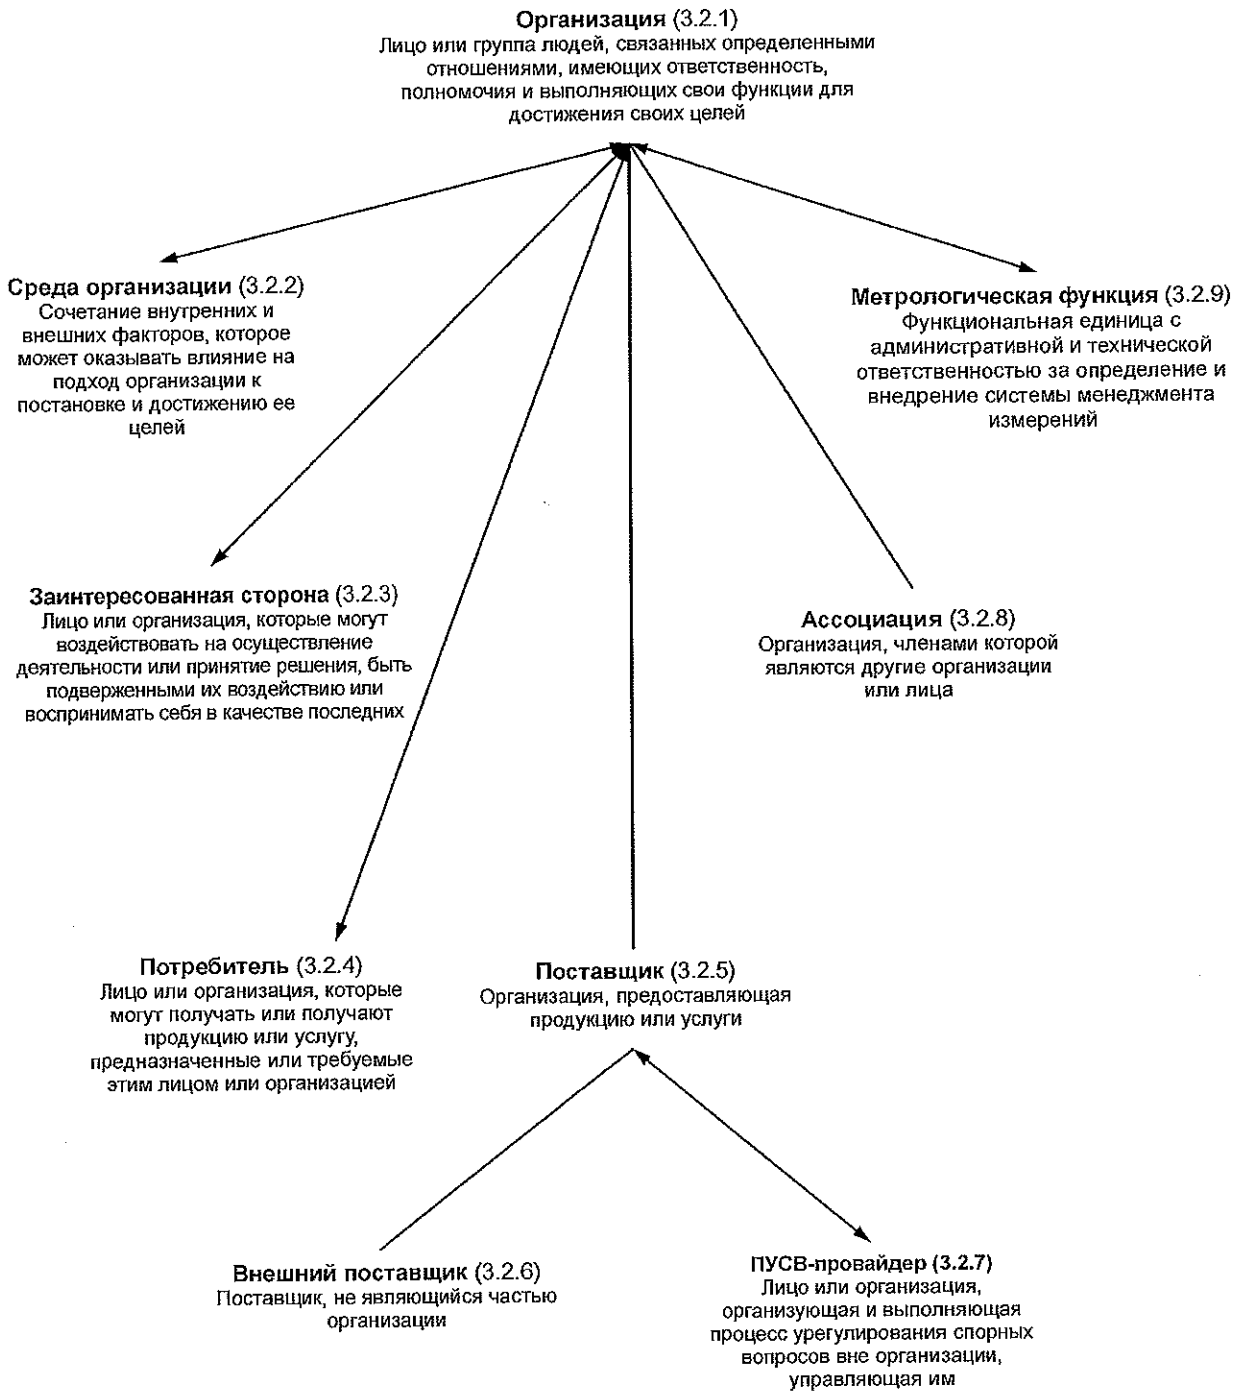 Организация (3.2.1)
Лицо или группа людей, связанных определенными
отношениями, имеющих ответственность,
полномочия и выполняющих свои функции для
достижения своих целей
Среда организации (3.2.2)
Сочетание внутренних и
внешних факторов, которое
может оказывать влияние на
подход организации к
постановке и достижению ее
целей
Метрологическая функция (3.2.9)
Функциональная единица с
административной и технической
ответственностью за определение и
внедрение системы менеджмента
измерений
Заинтересованная сторона (3.2.3)
Лицо или организация, которые могут
воздействовать на осуществление
деятельности или принятие решения, быть
подверженными их воздействию или
воспринимать себя в качестве последних
Ассоциация (3.2.8)
Организация, членами которой
являются другие организации
или лица
Потребитель (3.2.4)
Лицо или организация, которые
могут получать или получают
продукцию или услугу,
предназначенные или требуемые
этим лицом или организацией
Поставщик (3.2.5)
Организация, предоставляющая
продукцию или услуги
Внешний поставщик (3.2.6)
Поставщик, не являющийся частью
организации
ПУСВ-провайдер (3.2.7)
Лицо или организация,
организующая и выполняющая
процесс урегулирования спорных
вопросов вне организации,
управляющая им